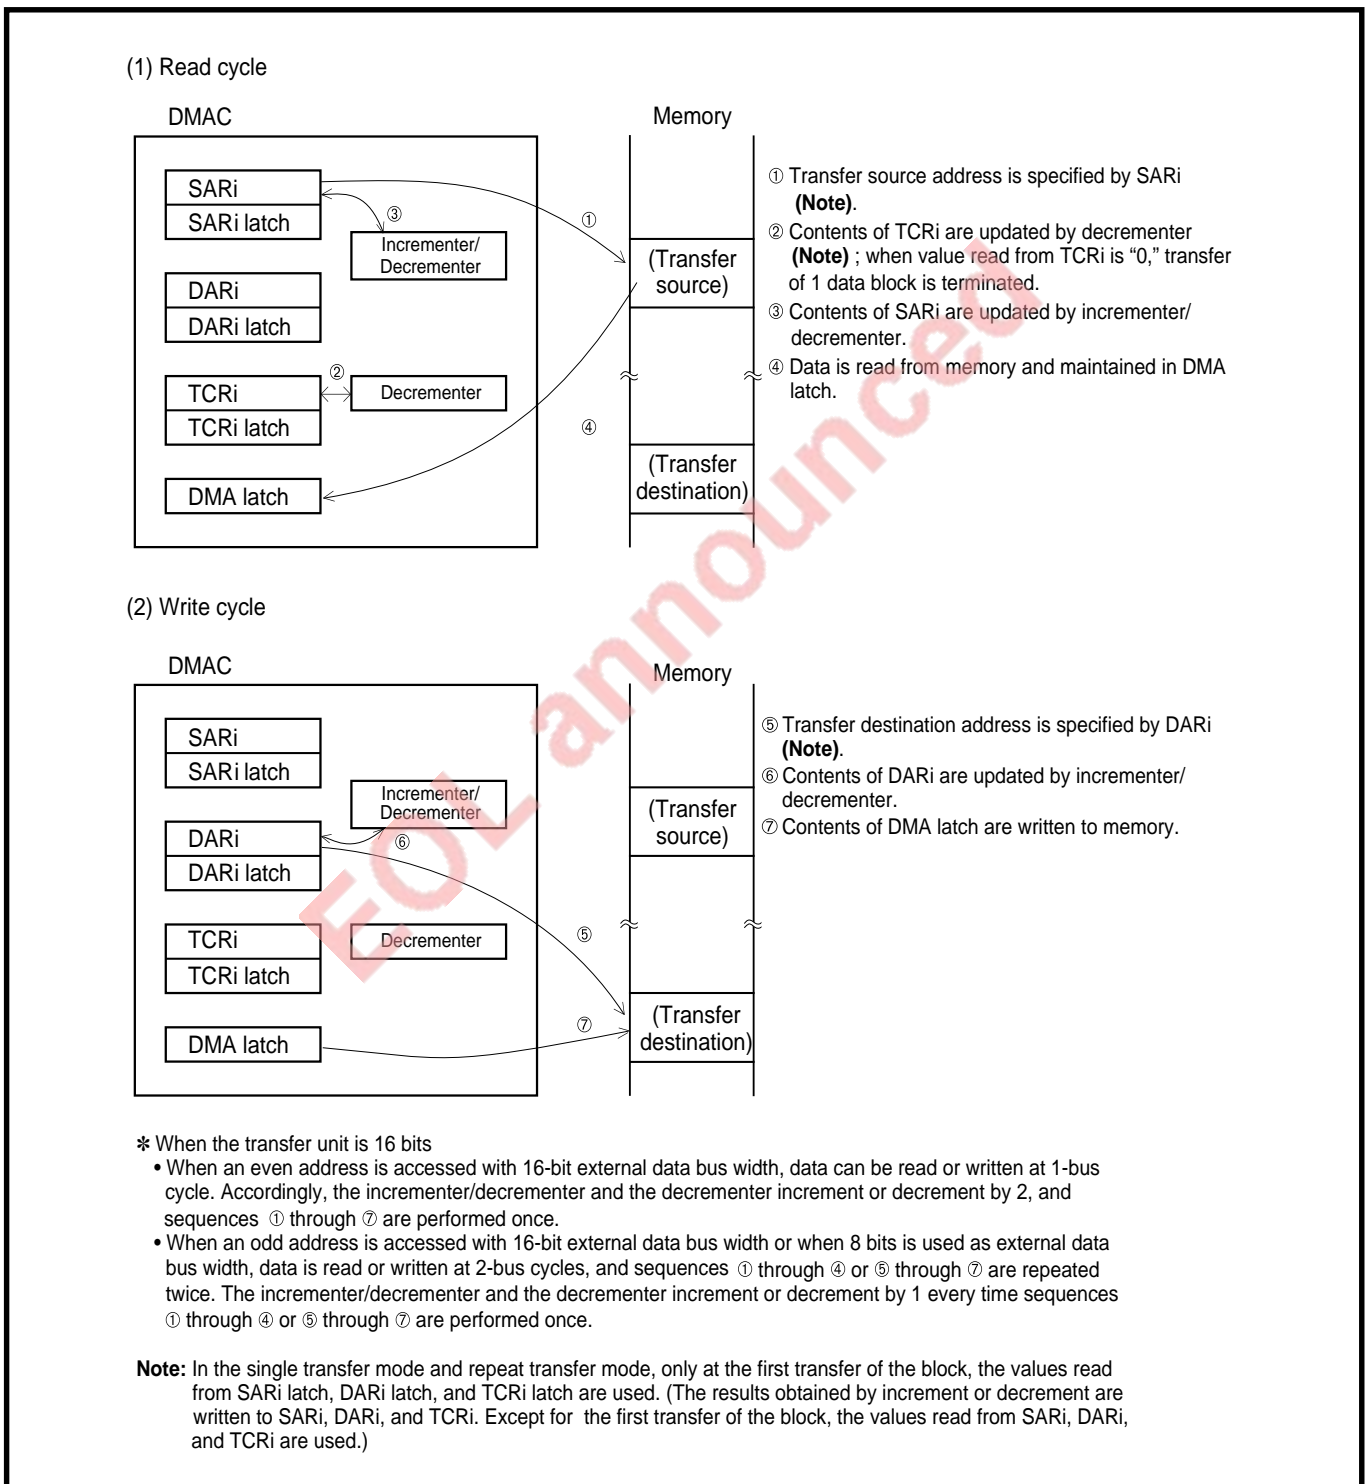 (1) Read cycle
DMAC
Memory
SARi
SARi latch
③
Incrementer/
Decrementer
DARi
DARi latch
②
TCRi
Decrementer
TCRi latch
DMA latch
①
(Transfer
source)
④
(Transfer
destination)
① Transfer source address is specified by SARi
(Note).
② Contents of TCRi are updated by decrementer
(Note) ; when value read from TCRi is “0,” transfer
of 1 data block is terminated.
③ Contents of SARi are updated by incrementer/
decrementer.
④ Data is read from memory and maintained in DMA
latch.
(2) Write cycle
DMAC
Memory
SARi
SARi latch
Incrementer/
Decrementer
DARi
⑥
DARi latch
TCRi
Decrementer
TCRi latch
DMA latch
(Transfer
source)
⑤
(Transfer
destination)
⑦
⑤ Transfer destination address is specified by DARi
(Note).
⑥ Contents of DARi are updated by incrementer/
decrementer.
⑦ Contents of DMA latch are written to memory.
✽ When the transfer unit is 16 bits
• When an even address is accessed with 16-bit external data bus width, data can be read or written at 1-bus
cycle. Accordingly, the incrementer/decrementer and the decrementer increment or decrement by 2, and
sequences ① through ⑦ are performed once.
• When an odd address is accessed with 16-bit external data bus width or when 8 bits is used as external data
bus width, data is read or written at 2-bus cycles, and sequences ① through ④ or ⑤ through ⑦ are repeated
twice. The incrementer/decrementer and the decrementer increment or decrement by 1 every time sequences
① through ④ or ⑤ through ⑦ are performed once.
Note: In the single transfer mode and repeat transfer mode, only at the first transfer of the block, the values read
from SARi latch, DARi latch, and TCRi latch are used. (The results obtained by increment or decrement are
written to SARi, DARi, and TCRi. Except for the first transfer of the block, the values read from SARi, DARi,
and TCRi are used.)
EOL announced